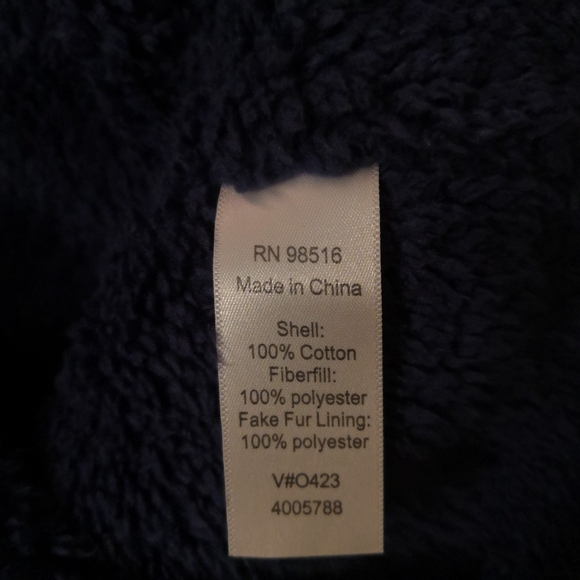 RN 98516
Made in China
Shell:
100% Cotton
Fiberfill:
100% polyester
Fake Fur Lining:
100% polyester
V#O423
4005788